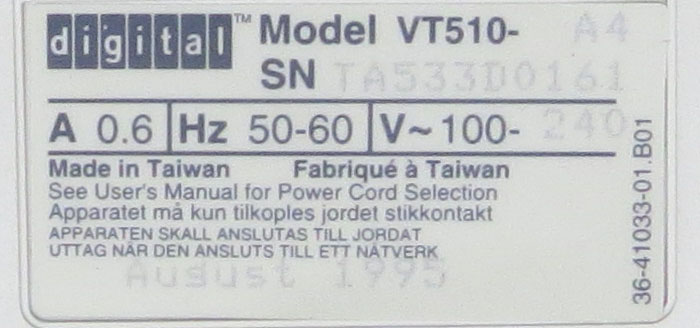 digital™ Model VT510- A4
SN TA533D0161
A 0.6 Hz 50-60 V~ 100- 240
Made in Taiwan Fabriqué à Taiwan
See User's Manual for Power Cord Selection
Apparatet må kun tilkoples jordet stikkontakt
APPARATEN SKALL ANSLUTAS TILL JORDAT
UTTAG NÄR DEN ANSLUTS TILL ETT NÄTVERK
August 1995
36-41033-01.B01